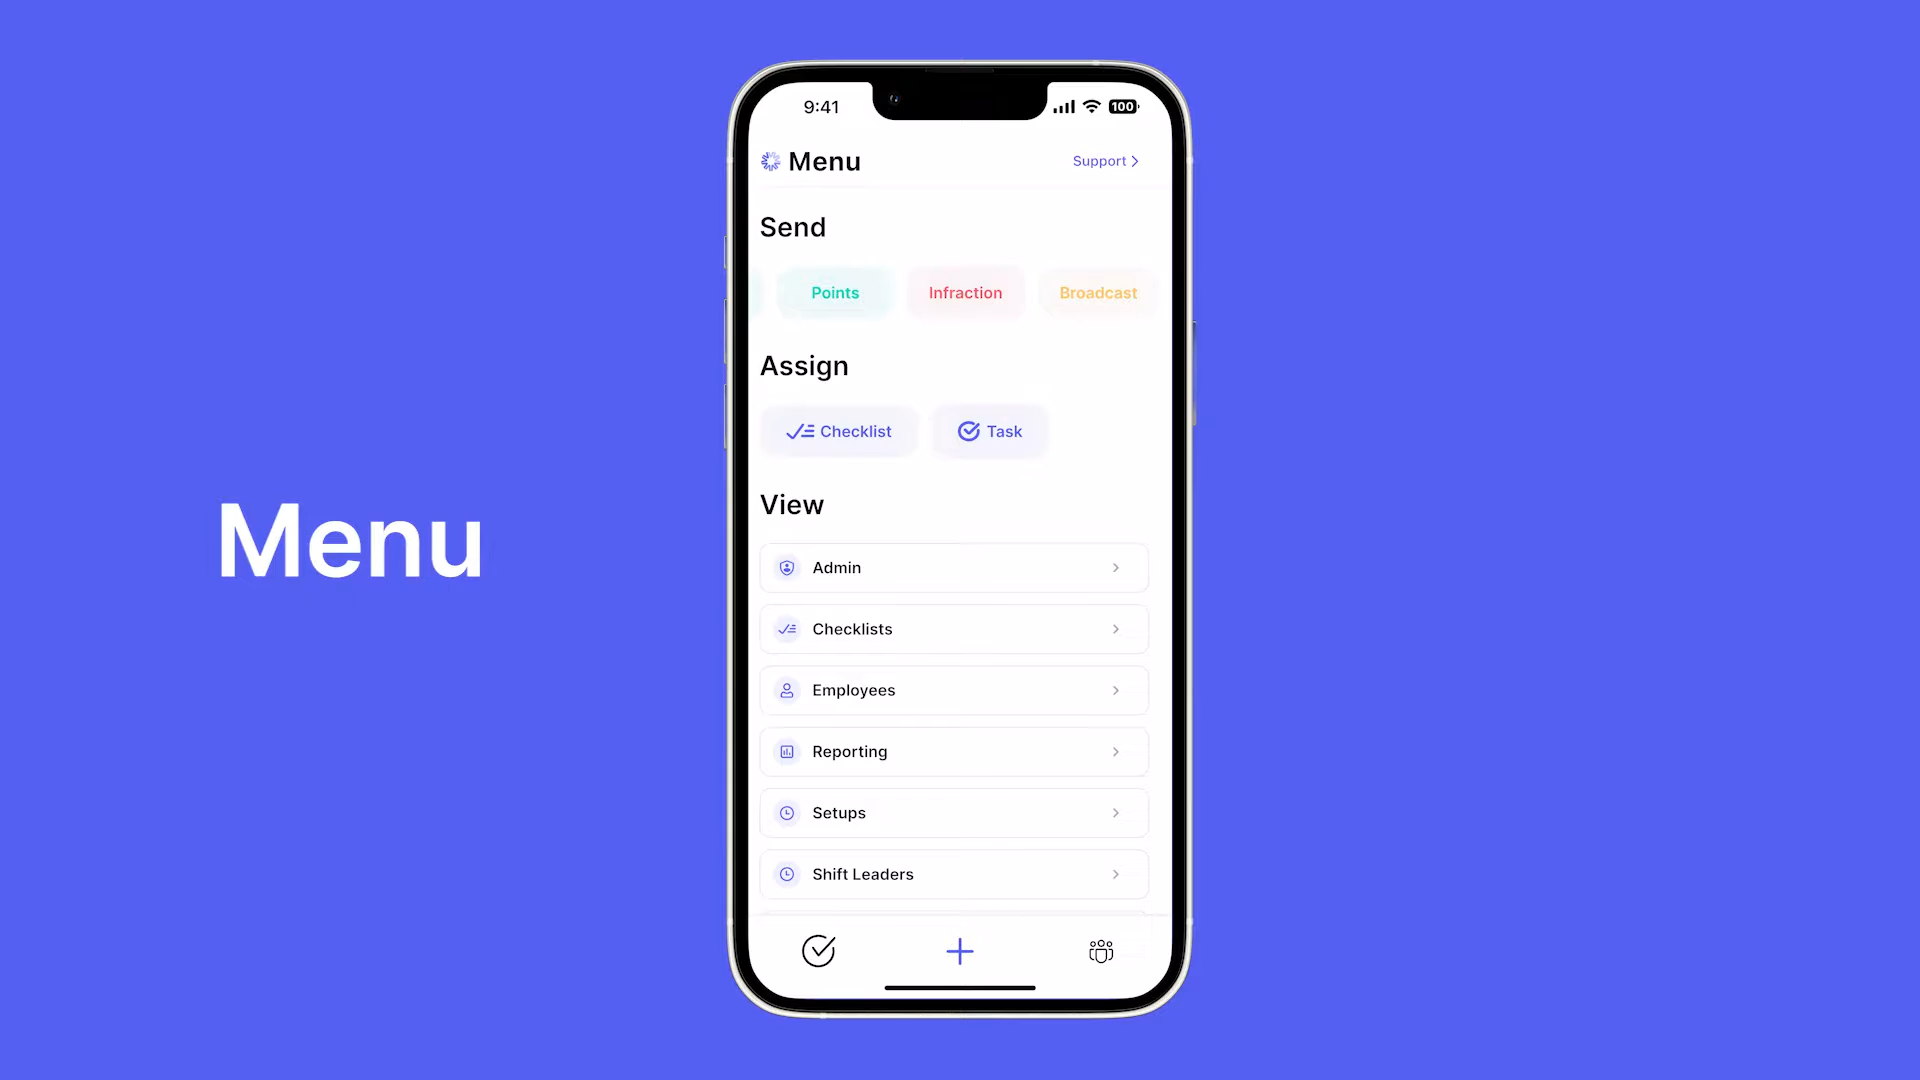 Menu
9:41
100
Menu
Support
Send
Points
Infraction
Broadcast
Assign
Checklist
Task
View
Admin
Checklists
Employees
Reporting
Setups
Shift Leaders